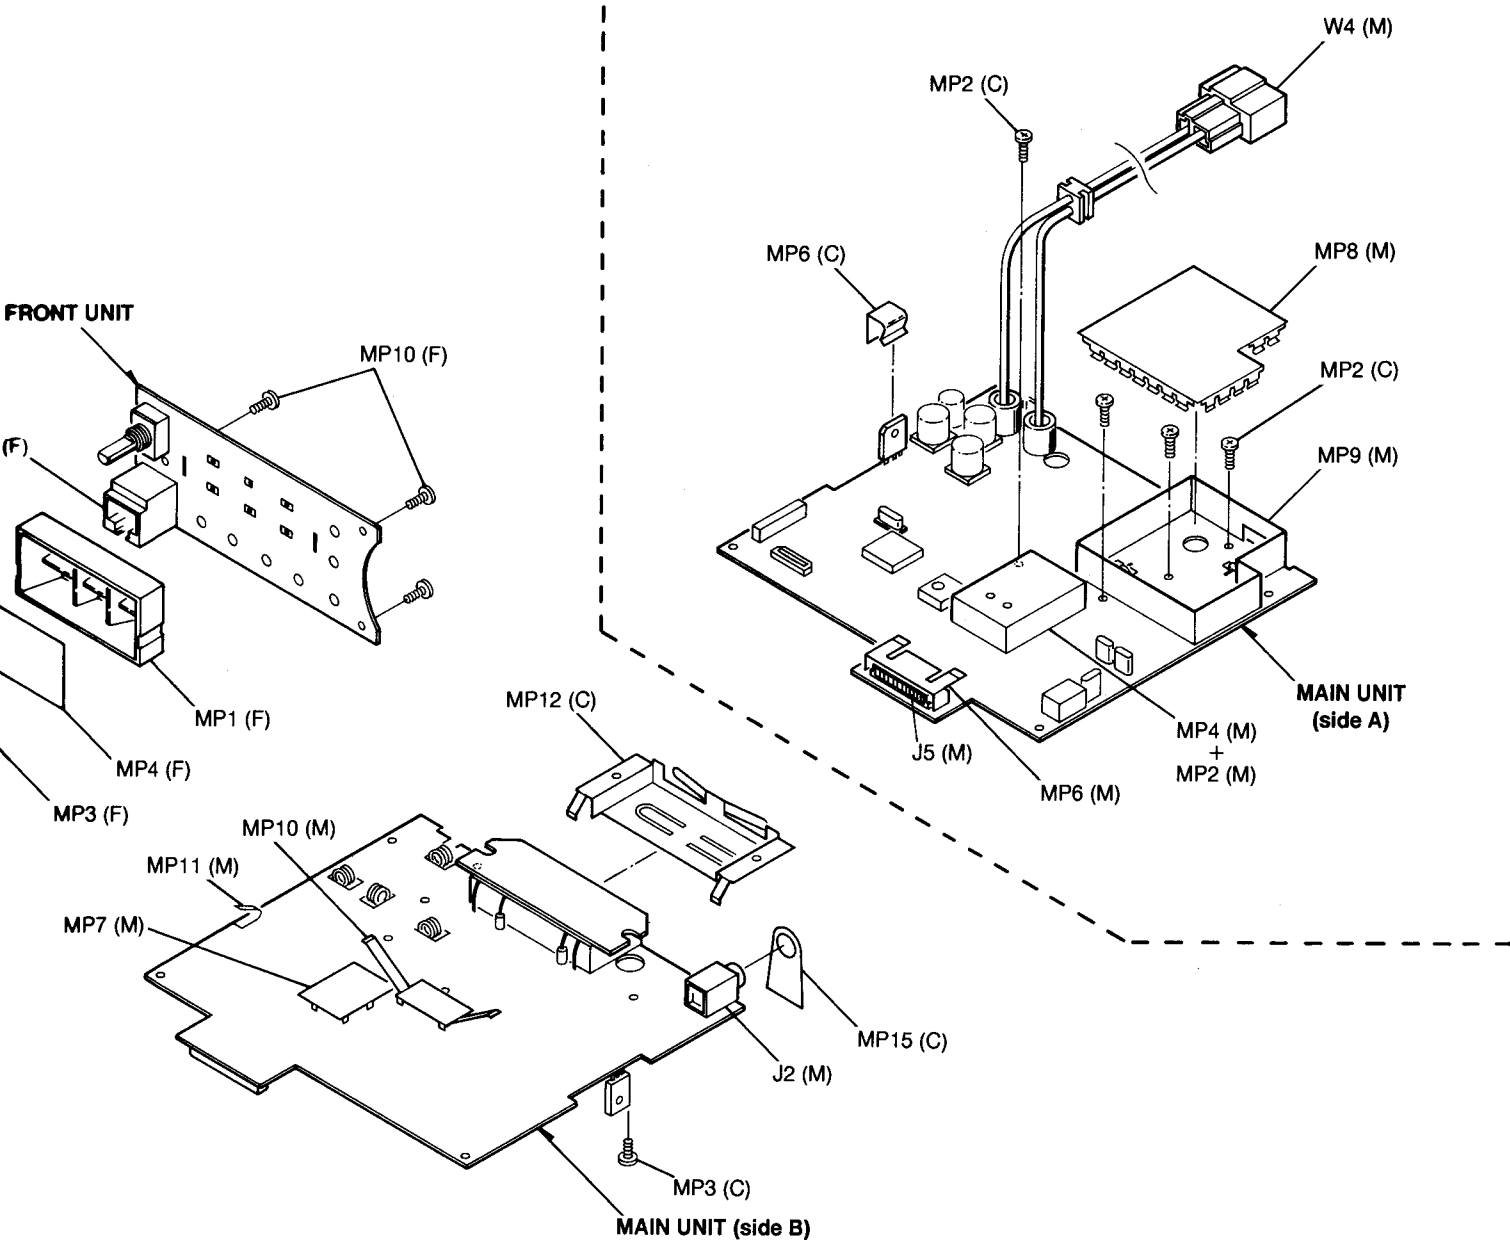 W4 (M)
MP2 (C)
MP6 (C)
MP8 (M)
FRONT UNIT
MP10 (F)
MP2 (C)
(F)
MP9 (M)
MP1 (F)
MP12 (C)
MAIN UNIT
(side A)
MP4 (M)
+
MP2 (M)
J5 (M)
MP6 (M)
MP4 (F)
MP3 (F)
MP10 (M)
MP11 (M)
MP7 (M)
MP15 (C)
J2 (M)
MP3 (C)
MAIN UNIT (side B)